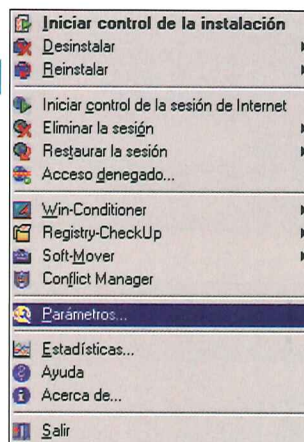 Iniciar control de la instalación
Desinstalar
Reinstalar
Iniciar control de la sesión de Internet
Eliminar la sesión
Restaurar la sesión
Acceso denegado...
Win-Conditioner
Registry-CheckUp
Soft-Mover
Conflict Manager
Parámetros...
Estadísticas...
Ayuda
Acerca de...
Salir